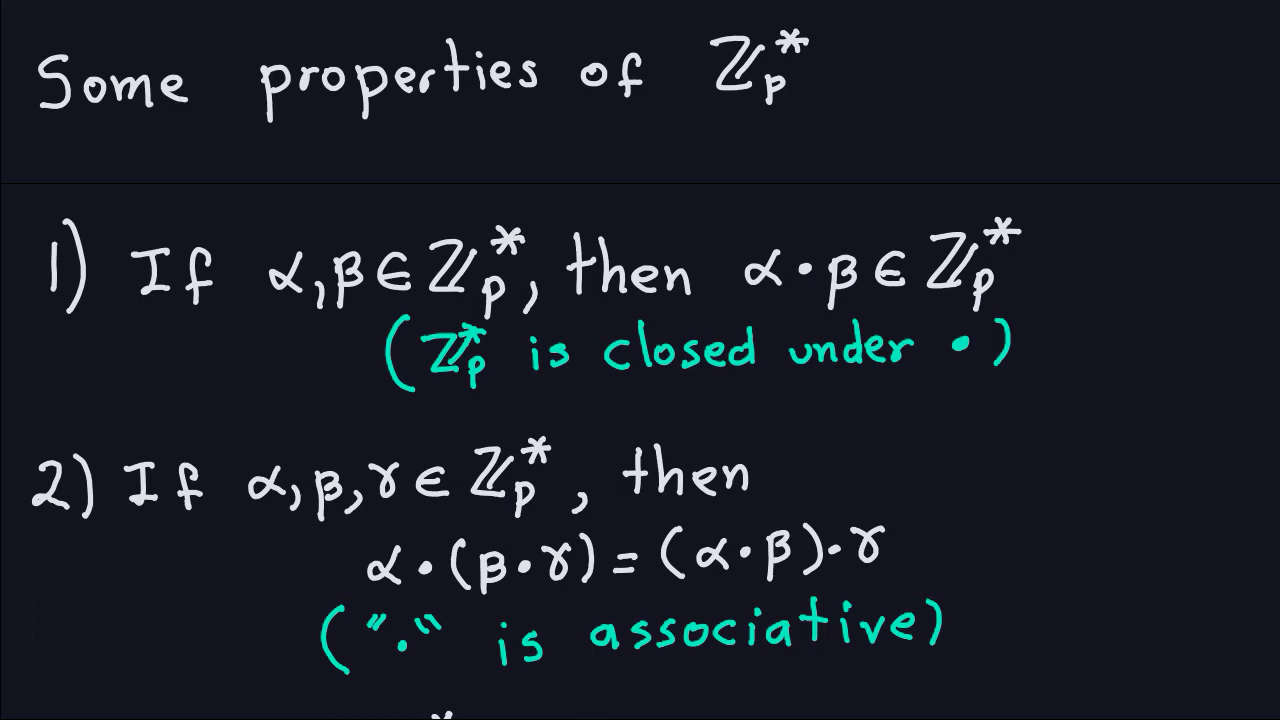 Some properties of ℤₚ*
1) If α,β∈ℤₚ*, then α·β∈ℤₚ*
(ℤₚ* is closed under ·)
2) If α,β,γ∈ℤₚ*, then
α·(β·γ)=(α·β)·γ
("·" is associative)
*